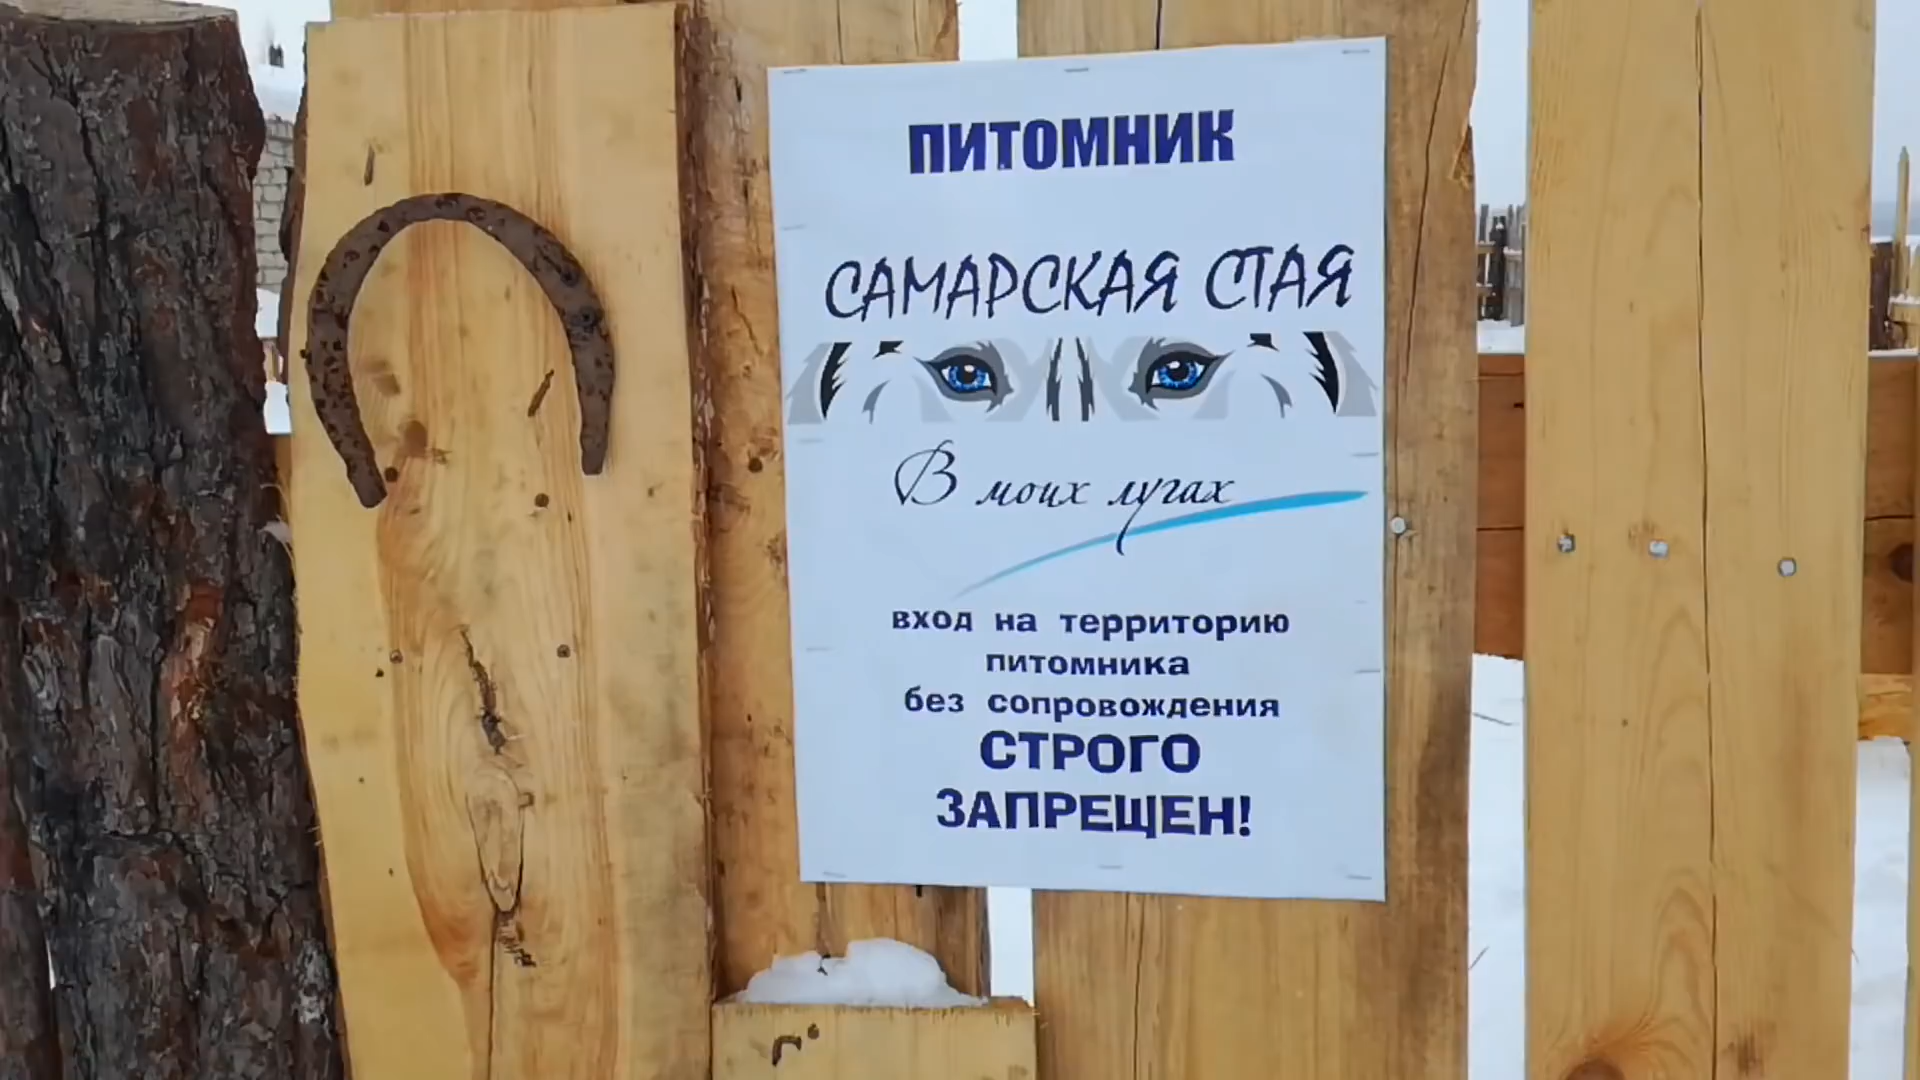 ПИТОМНИК
САМАРСКАЯ СТАЯ
В моих лугах
вход на территорию
питомника
без сопровождения
СТРОГО
ЗАПРЕЩЕН!